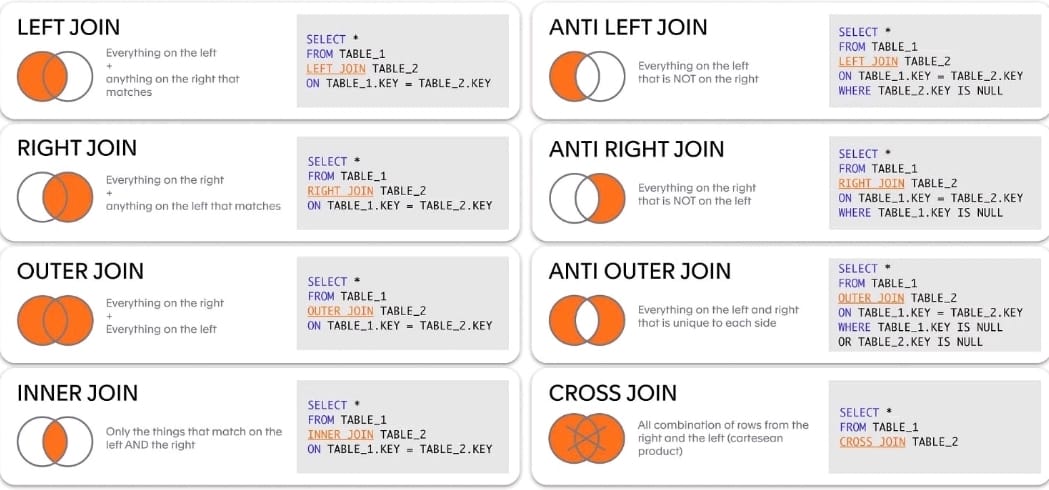 LEFT JOIN
Everything on the left
+
anything on the right that
matches
SELECT *
FROM TABLE_1
LEFT JOIN TABLE_2
ON TABLE_1.KEY = TABLE_2.KEY
ANTI LEFT JOIN
Everything on the left
that is NOT on the right
SELECT *
FROM TABLE_1
LEFT JOIN TABLE_2
ON TABLE_1.KEY = TABLE_2.KEY
WHERE TABLE_2.KEY IS NULL
RIGHT JOIN
Everything on the right
+
anything on the left that matches
SELECT *
FROM TABLE_1
RIGHT JOIN TABLE_2
ON TABLE_1.KEY = TABLE_2.KEY
ANTI RIGHT JOIN
Everything on the right
that is NOT on the left
SELECT *
FROM TABLE_1
RIGHT JOIN TABLE_2
ON TABLE_1.KEY = TABLE_2.KEY
WHERE TABLE_1.KEY IS NULL
OUTER JOIN
Everything on the right
+
Everything on the left
SELECT *
FROM TABLE_1
OUTER JOIN TABLE_2
ON TABLE_1.KEY = TABLE_2.KEY
ANTI OUTER JOIN
Everything on the left and right
that is unique to each side
SELECT *
FROM TABLE_1
OUTER JOIN TABLE_2
ON TABLE_1.KEY = TABLE_2.KEY
WHERE TABLE_1.KEY IS NULL
OR TABLE_2.KEY IS NULL
INNER JOIN
Only the things that match on the
left AND the right
SELECT *
FROM TABLE_1
INNER JOIN TABLE_2
ON TABLE_1.KEY = TABLE_2.KEY
CROSS JOIN
All combination of rows from the
right and the left (cartesean
product)
SELECT *
FROM TABLE_1
CROSS JOIN TABLE_2